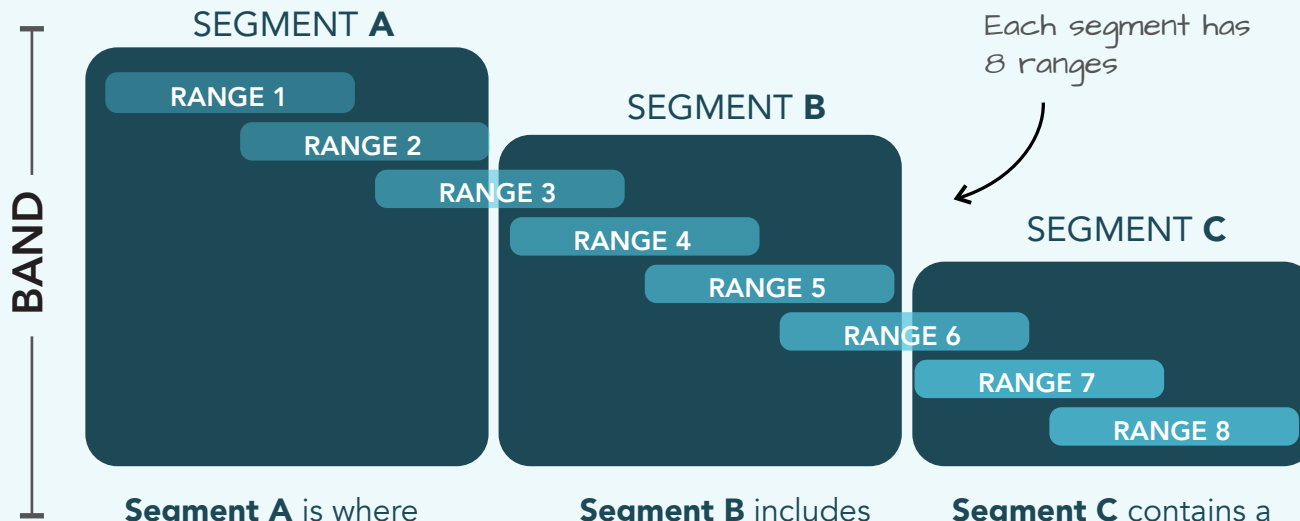 SEGMENT A
Each segment has
8 ranges
SEGMENT B
SEGMENT C
BAND
RANGE 1
RANGE 2
RANGE 3
RANGE 4
RANGE 5
RANGE 6
RANGE 7
RANGE 8
Segment A is where
Segment B includes
Segment C contains a